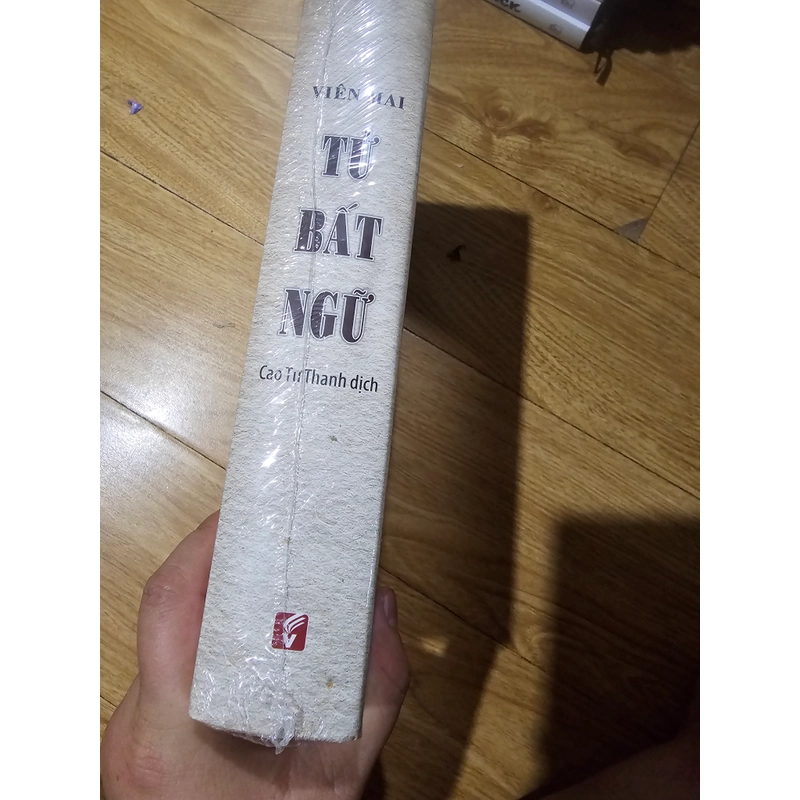 VIÊN MAI
TỬ
BẤT
NGỮ
Cao Tự Thanh dịch
V